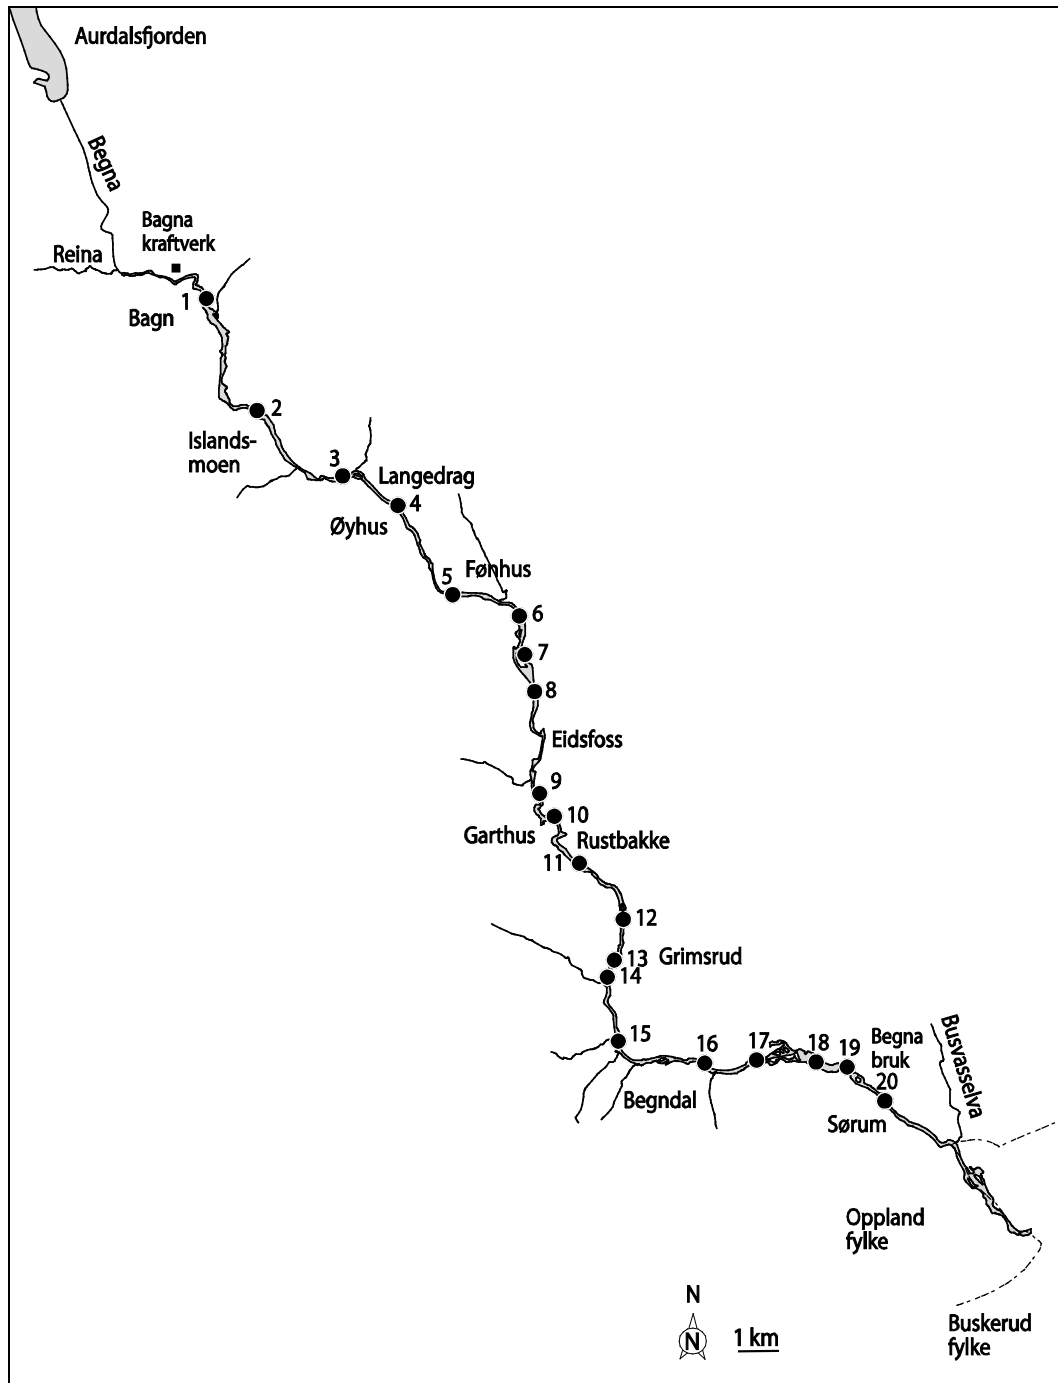 Aurdalsfjorden
Begna
Bagna
kraftverk
Reina
1
Bagn
2
Islands-
moen
3
Langedrag
4
Øyhus
5
Fønhus
6
7
8
Eidsfoss
9
10
Garthus
Rustbakke
11
12
13
Grimsrud
14
15
16
17
18
19
Begna
bruk
20
Busvasselva
Begndal
Sørum
Oppland
fylke
N
N
1 km
Buskerud
fylke